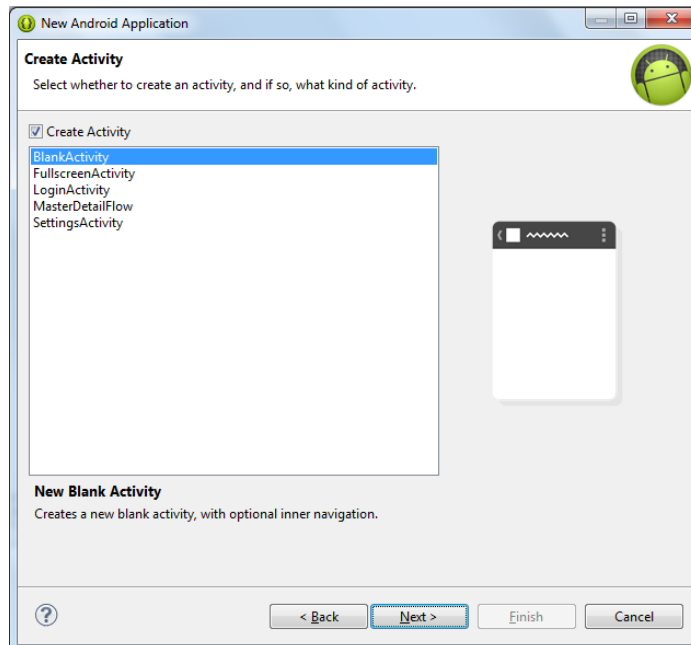 New Android Application
Create Activity
Select whether to create an activity, and if so, what kind of activity.
Create Activity
BlankActivity
FullscreenActivity
LoginActivity
MasterDetailFlow
SettingsActivity
New Blank Activity
Creates a new blank activity, with optional inner navigation.
?
< Back
Next >
Finish
Cancel